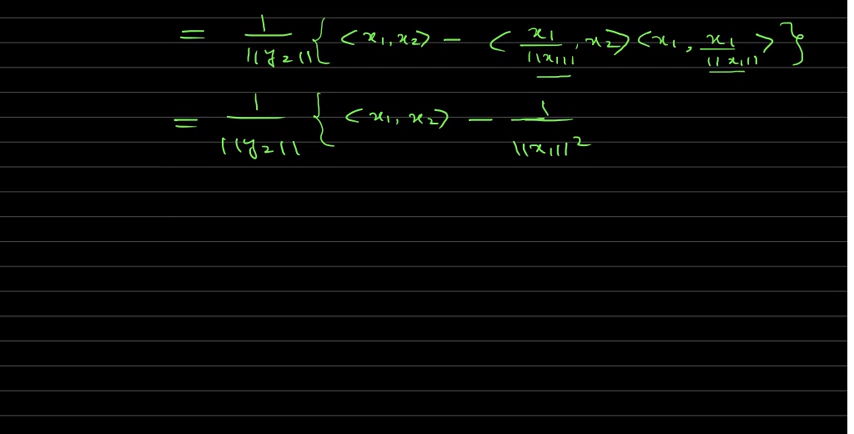 = 1/||y₂|| { <x₁, x₂> − < x₁/||x₁||, x₂> <x₁, x₁/||x₁|| > }
= 1/||y₂|| { <x₁, x₂> − 1/||x₁||²